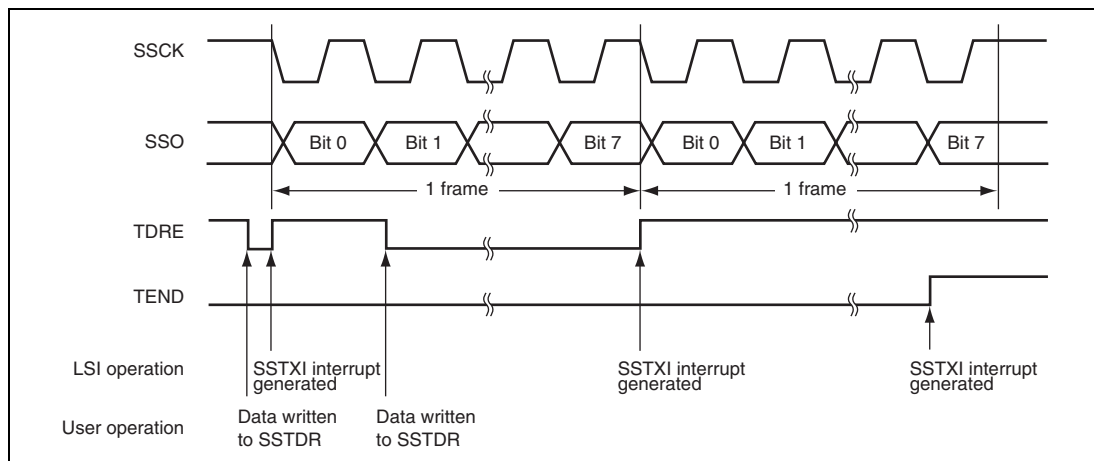 SSCK
SSO
Bit 0 Bit 1 Bit 7 Bit 0 Bit 1 Bit 7
1 frame 1 frame
TDRE
TEND
LSI operation
SSTXI interrupt
generated
SSTXI interrupt
generated
SSTXI interrupt
generated
User operation
Data written
to SSTDR
Data written
to SSTDR